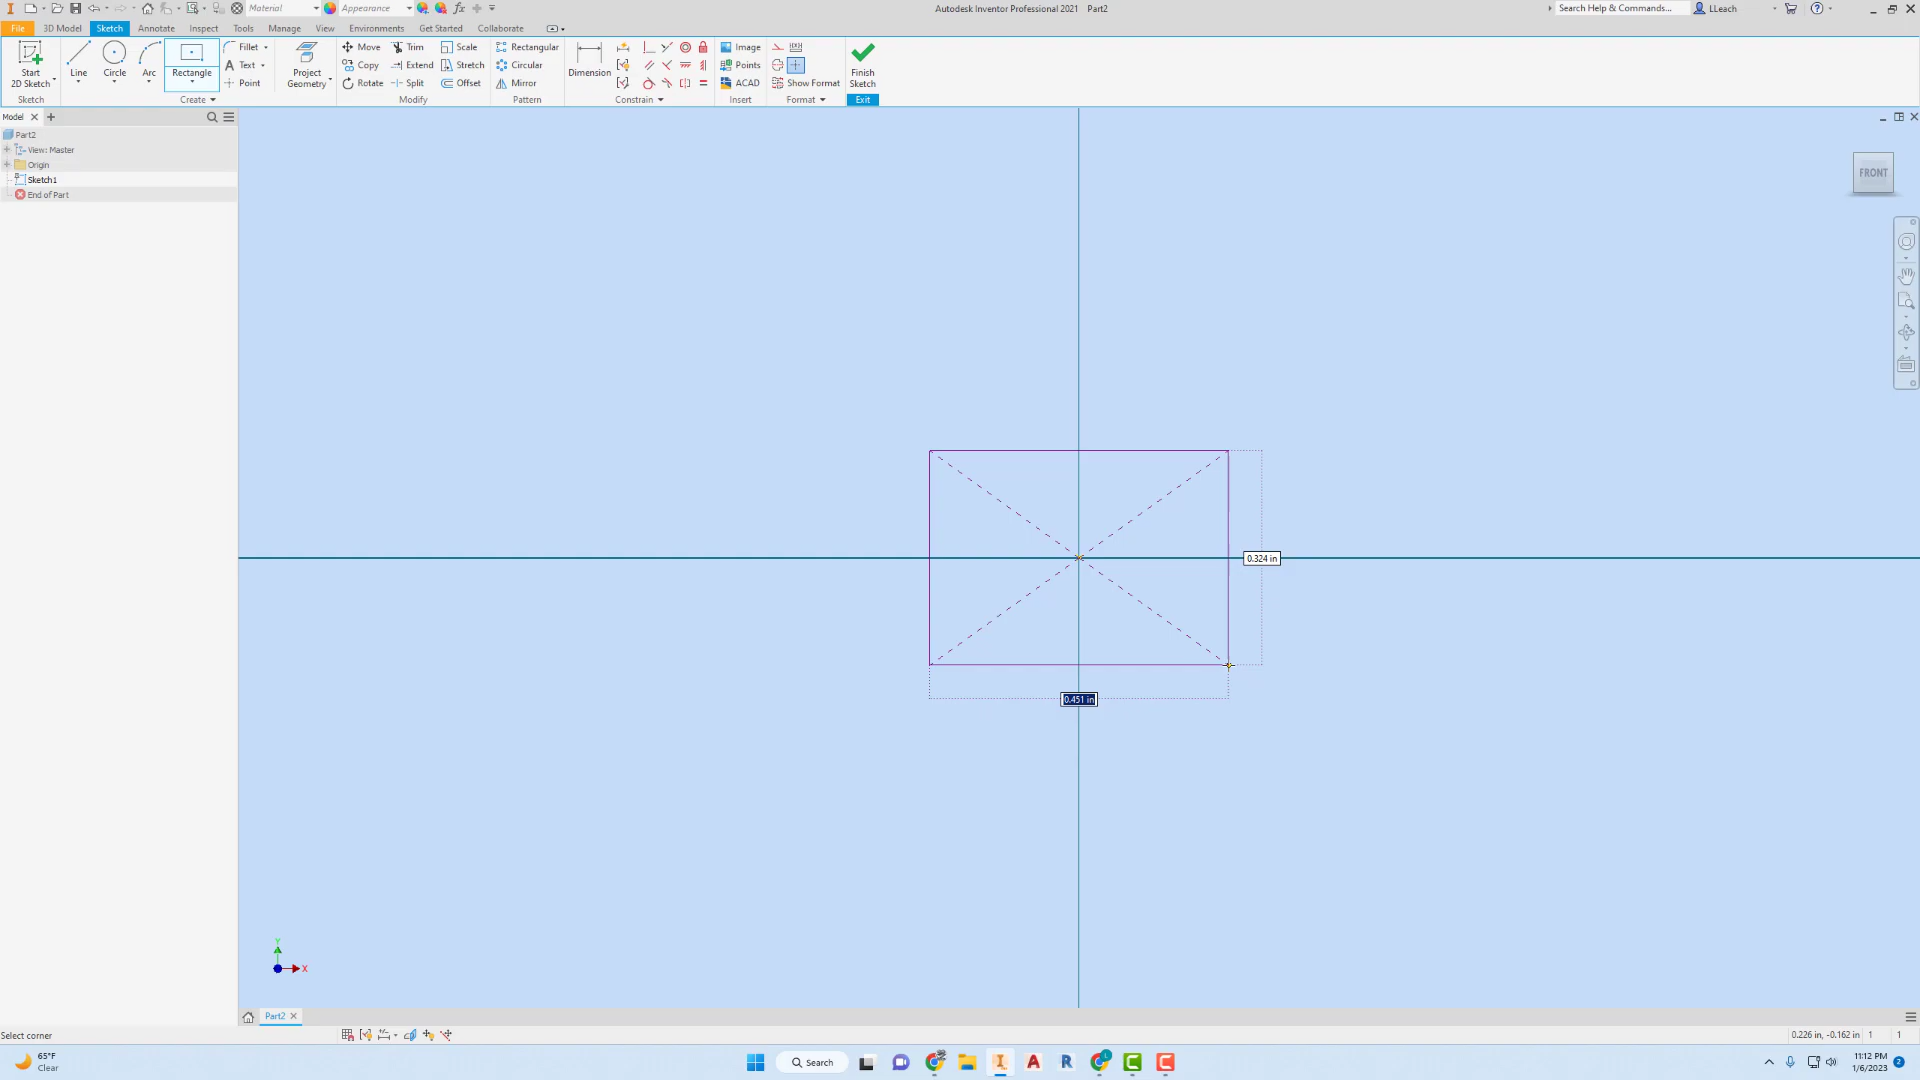 Material
Appearance
Autodesk Inventor Professional 2021 Part2
Search Help & Commands...
LLeach
File 3D Model Sketch Annotate Inspect Tools Manage View Environments Get Started Collaborate
Start
2D Sketch
Line
Circle
Arc
Rectangle
Fillet
Text
Point
Project
Geometry
Move
Copy
Rotate
Trim
Extend
Split
Scale
Stretch
Offset
Rectangular
Circular
Mirror
Dimension
Image
Points
ACAD
Show Format
Finish
Sketch
Sketch Create Modify Pattern Constrain Insert Format Exit
Model
Part2
View: Master
Origin
Sketch1
End of Part
FRONT
0.324 in
0.451 in
Y
X
Part2
Select corner
0.226 in, -0.162 in 1 1
65°F
Clear
Search
11:12 PM
1/6/2023
2